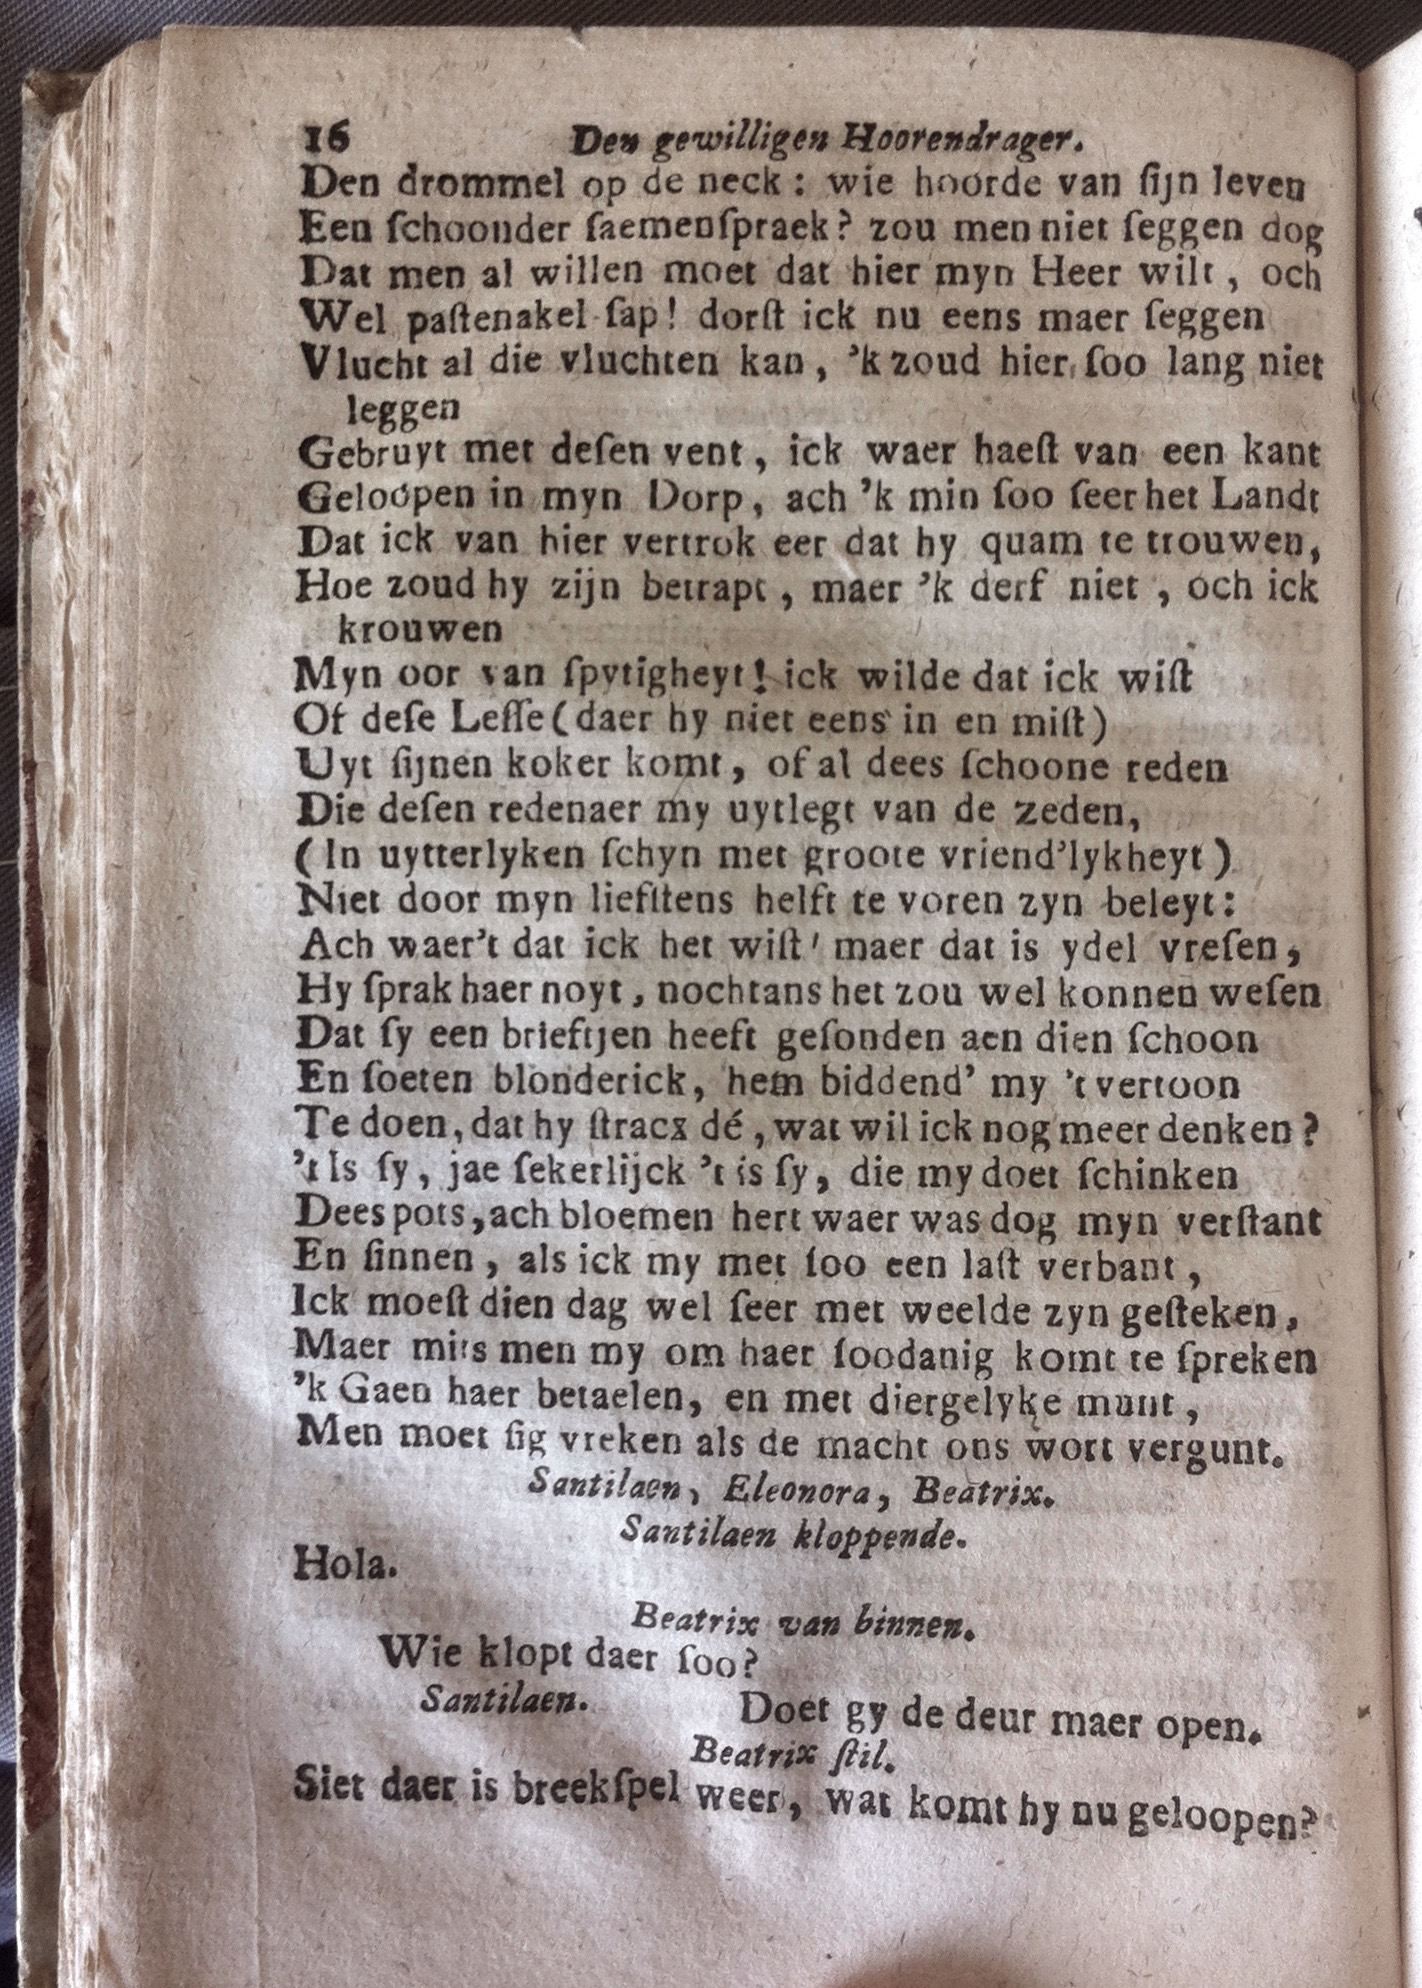 16 Den gewilligen Hoorendrager.
Den drommel op de neck: wie hoorde van ſijn leven
Een ſchoonder ſaemenſpraek? zou men niet ſeggen dog
Dat men al willen moet dat hier myn Heer wilt, och
Wel paſtenakel ſap! dorſt ick nu eens maer ſeggen
Vlucht al die vluchten kan, 'k zoud hier ſoo lang niet
leggen
Gebruyt met deſen vent, ick waer haeſt van een kant
Geloopen in myn Dorp, ach 'k min ſoo ſeer het Landt
Dat ick van hier vertrok eer dat hy quam te trouwen,
Hoe zoud hy zijn betrapt, maer 'k derf niet, och ick
krouwen
Myn oor van ſpytigheyt! ick wilde dat ick wiſt
Of deſe Leſſe (daer hy niet eens in en miſt)
Uyt ſijnen koker komt, of al dees ſchoone reden
Die deſen redenaer my uytlegt van de zeden,
(In uytterlyken ſchyn met groote vriend'lykheyt)
Niet door myn liefſtens helft te voren zyn beleyt:
Ach waer't dat ick het wiſt! maer dat is ydel vreſen,
Hy ſprak haer noyt, nochtans het zou wel konnen weſen
Dat ſy een brieftjen heeft geſonden aen dien ſchoon
En ſoeten blonderick, hem biddend' my 't vertoon
Te doen, dat hy ſtracx dé, wat wil ick nog meer denken?
't Is ſy, jae ſekerlijck 't is ſy, die my doet ſchinken
Dees pots, ach bloemen hert waer was dog myn verſtant
En ſinnen, als ick my met ſoo een laſt verbant,
Ick moeſt dien dag wel ſeer met weelde zyn geſteken,
Maer mits men my om haer ſoodanig komt te ſpreken
'k Gaen haer betaelen, en met diergelyke munt,
Men moet ſig vreken als de macht ons wort vergunt.
Santilaen, Eleonora, Beatrix.
Santilaen kloppende.
Hola.
Beatrix van binnen.
Wie klopt daer ſoo?
Santilaen.
Doet gy de deur maer open.
Beatrix ſtil.
Siet daer is breekſpel weer, wat komt hy nu geloopen?